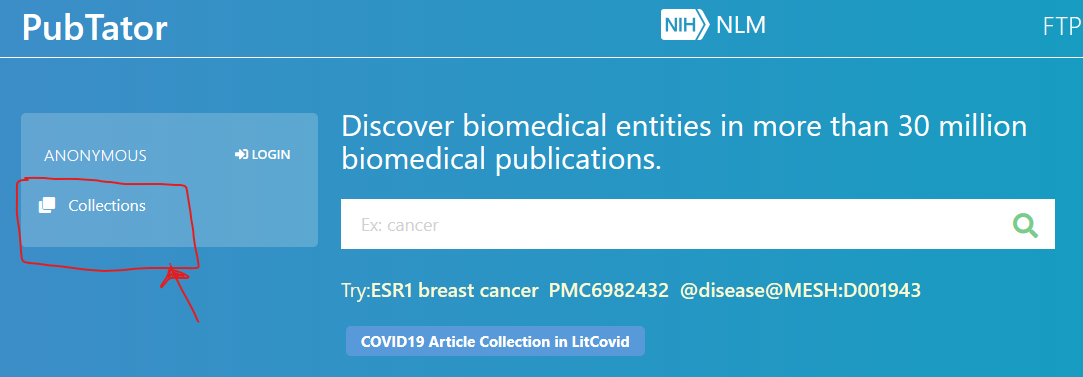 PubTator
NIH NLM
FTP
ANONYMOUS
LOGIN
Collections
Discover biomedical entities in more than 30 million
biomedical publications.
Ex: cancer
Try:ESR1 breast cancer PMC6982432 @disease@MESH:D001943
COVID19 Article Collection in LitCovid